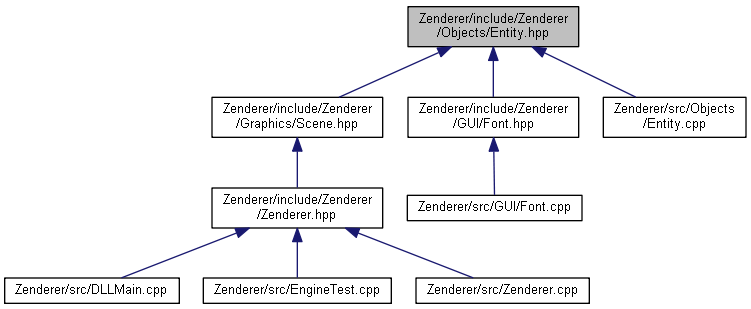 Zenderer/include/Zenderer
/Objects/Entity.hpp
Zenderer/include/Zenderer
/Graphics/Scene.hpp
Zenderer/include/Zenderer
/GUI/Font.hpp
Zenderer/src/Objects
/Entity.cpp
Zenderer/include/Zenderer
/Zenderer.hpp
Zenderer/src/GUI/Font.cpp
Zenderer/src/DLLMain.cpp
Zenderer/src/EngineTest.cpp
Zenderer/src/Zenderer.cpp